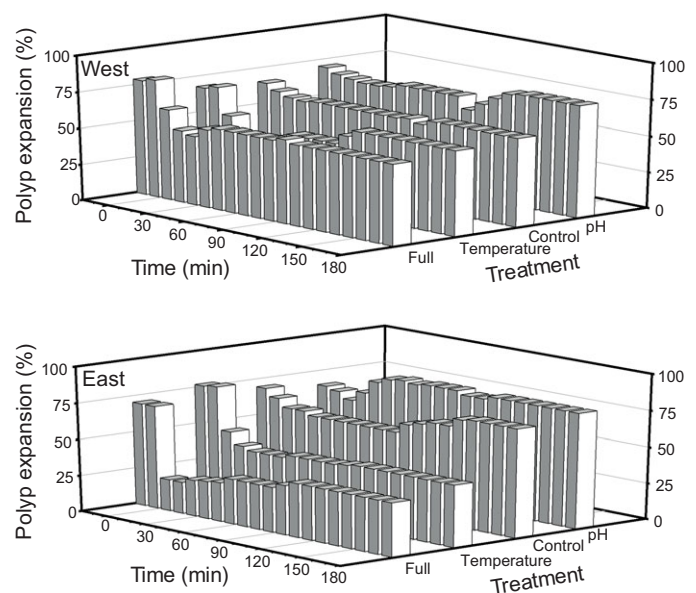 Polyp expansion (%)
100
75
50
25
0
West
100
75
50
25
0
0
30
60
90
120
150
180
Time (min)
Full
Temperature
Control
pH
Treatment
Polyp expansion (%)
100
75
50
25
0
East
100
75
50
25
0
0
30
60
90
120
150
180
Time (min)
Full
Temperature
Control
pH
Treatment